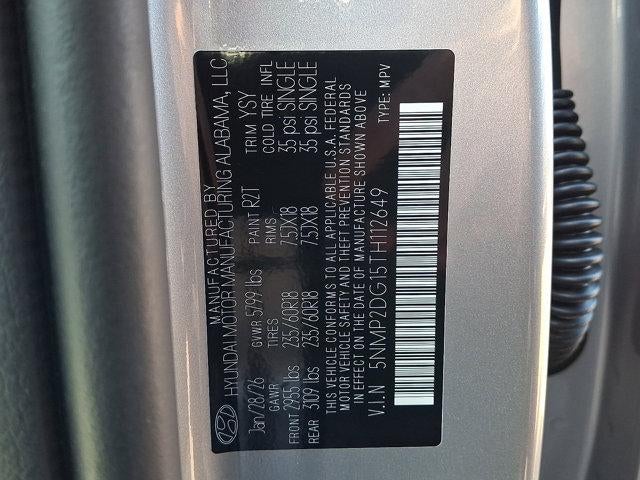 MANUFACTURED BY
HYUNDAI MOTOR MANUFACTURING ALABAMA, LLC
Jan/28/26 GVWR 5799 lbs PAINT R2T TRIM YSY
GAWR TIRES RIMS COLD TIRE INFL
FRONT 2955 lbs 235/60R18 7.5JX18 35 psi SINGLE
REAR 3109 lbs 235/60R18 7.5JX18 35 psi SINGLE
THIS VEHICLE CONFORMS TO ALL APPLICABLE U.S.A. FEDERAL
MOTOR VEHICLE SAFETY AND THEFT PREVENTION STANDARDS
IN EFFECT ON THE DATE OF MANUFACTURE SHOWN ABOVE
V.I.N 5NMP2DG15TH112649 TYPE: MPV